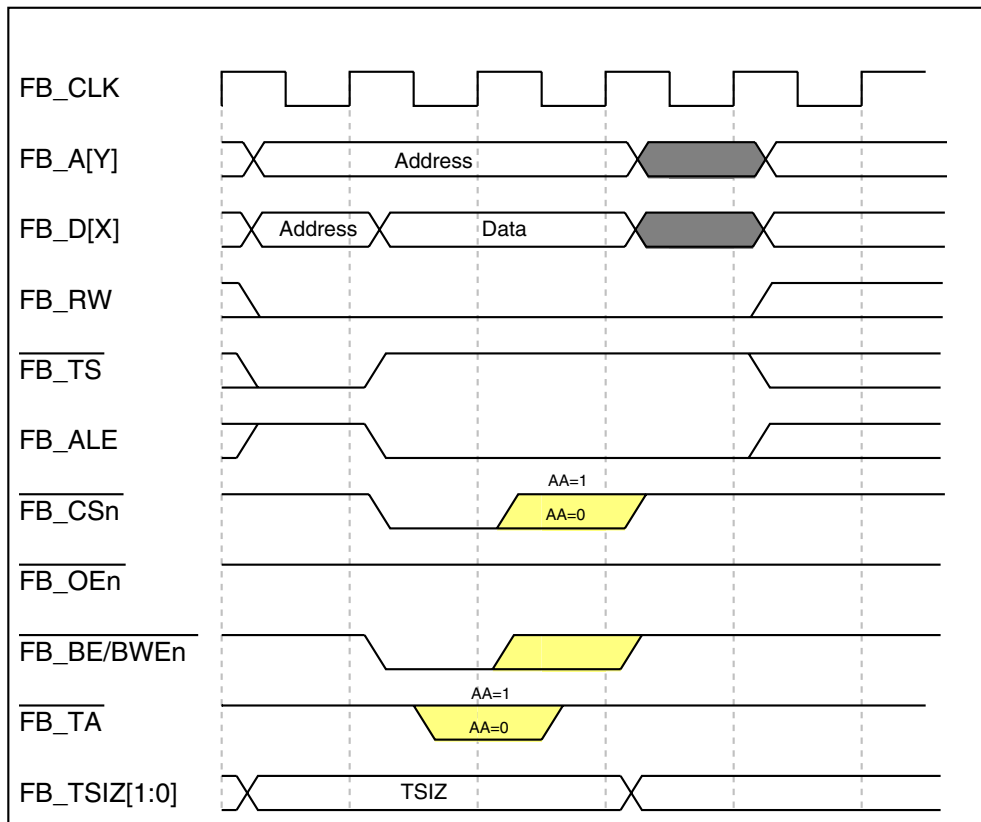 FB_CLK
FB_A[Y]
Address
FB_D[X]
Address
Data
FB_RW
FB_TS
FB_ALE
AA=1
FB_CSn
AA=0
FB_OEn
FB_BE/BWEn
AA=1
FB_TA
AA=0
FB_TSIZ[1:0]
TSIZ